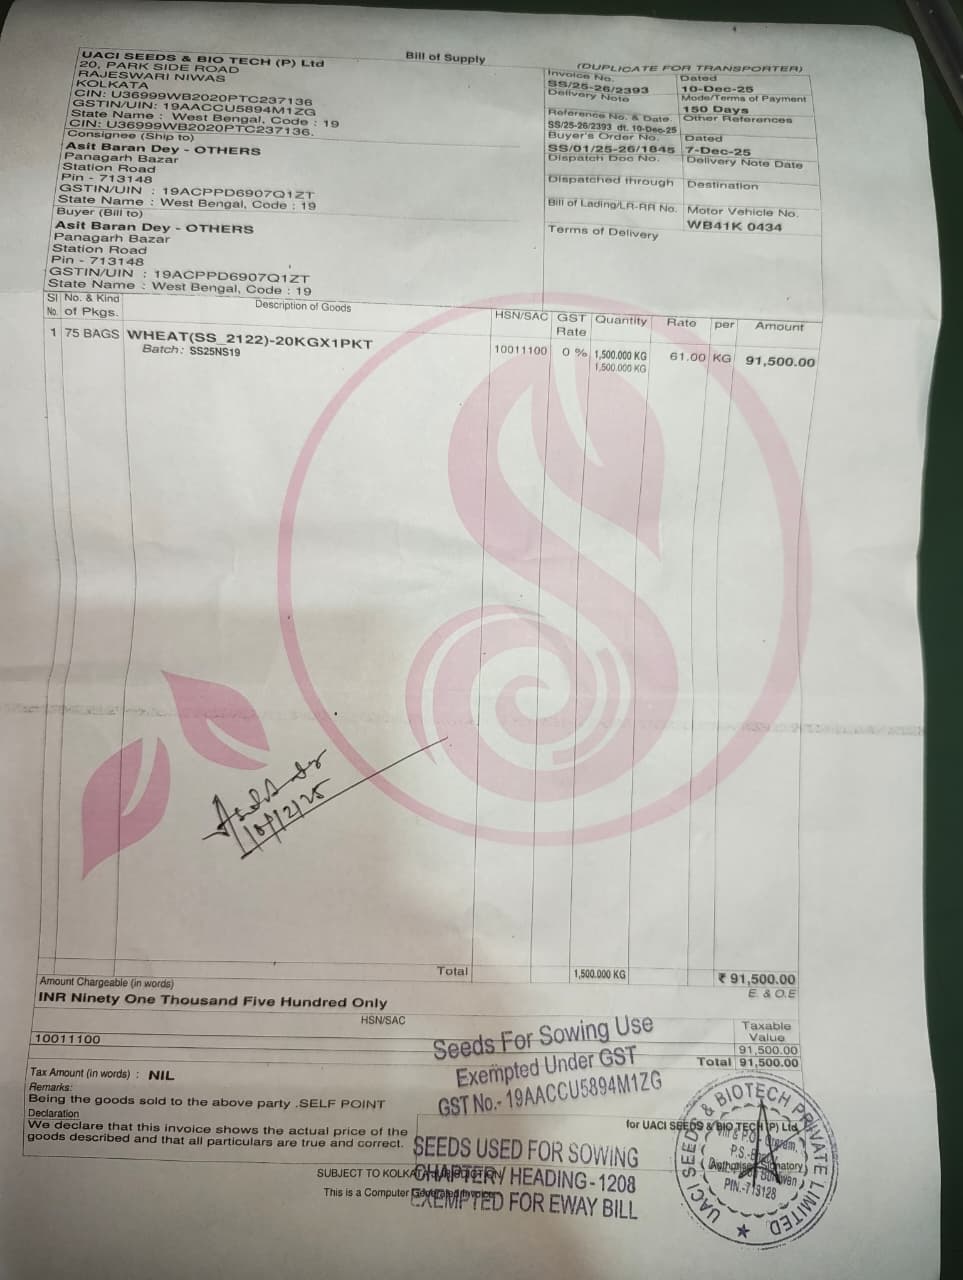 Bill of Supply
(DUPLICATE FOR TRANSPORTER)
UACI SEEDS & BIO TECH (P) Ltd
20, PARK SIDE ROAD
RAJESWARI NIWAS
KOLKATA
CIN: U36999WB2020PTC237136
GSTIN/UIN: 19AACCU5894M1ZG
State Name : West Bengal, Code : 19
CIN: U36999WB2020PTC237136.
Consignee (Ship to)
Asit Baran Dey - OTHERS
Panagarh Bazar
Station Road
Pin - 713148
GSTIN/UIN : 19ACPPD6907Q1ZT
State Name : West Bengal, Code : 19
Buyer (Bill to)
Asit Baran Dey - OTHERS
Panagarh Bazar
Station Road
Pin - 713148
GSTIN/UIN : 19ACPPD6907Q1ZT
State Name : West Bengal, Code : 19
Invoice No. Dated
SS/25-26/2393 10-Dec-25
Delivery Note Mode/Terms of Payment
150 Days
Reference No. & Date. Other References
SS/25-26/2393 dt. 10-Dec-25
Buyer's Order No. Dated
SS/01/25-26/1845 7-Dec-25
Dispatch Doc No. Delivery Note Date
Dispatched through Destination
Bill of Lading/LR-RR No. Motor Vehicle No.
WB41K 0434
Terms of Delivery
Sl No. No. & Kind of Pkgs. Description of Goods HSN/SAC GST Rate Quantity Rate per Amount
1 75 BAGS WHEAT(SS_2122)-20KGX1PKT 10011100 0 % 1,500.000 KG 61.00 KG 91,500.00
Batch: SS25NS19 1,500.000 KG
10/12/25
Total 1,500.000 KG ₹ 91,500.00
Amount Chargeable (in words) E. & O.E
INR Ninety One Thousand Five Hundred Only
HSN/SAC Taxable Value
10011100 91,500.00
Total 91,500.00
Tax Amount (in words) : NIL
Remarks:
Being the goods sold to the above party .SELF POINT
Declaration
We declare that this invoice shows the actual price of the
goods described and that all particulars are true and correct.
for UACI SEEDS & BIO TECH (P) Ltd
Authorised Signatory
SUBJECT TO KOLKATA JURISDICTION
This is a Computer Generated Invoice
Seeds For Sowing Use
Exempted Under GST
GST No.- 19AACCU5894M1ZG
SEEDS USED FOR SOWING
CHAPTER / HEADING - 1208
EXEMPTED FOR EWAY BILL
UACI SEEDS & BIOTECH PRIVATE LIMITED
P.S.-
PIN.-713128